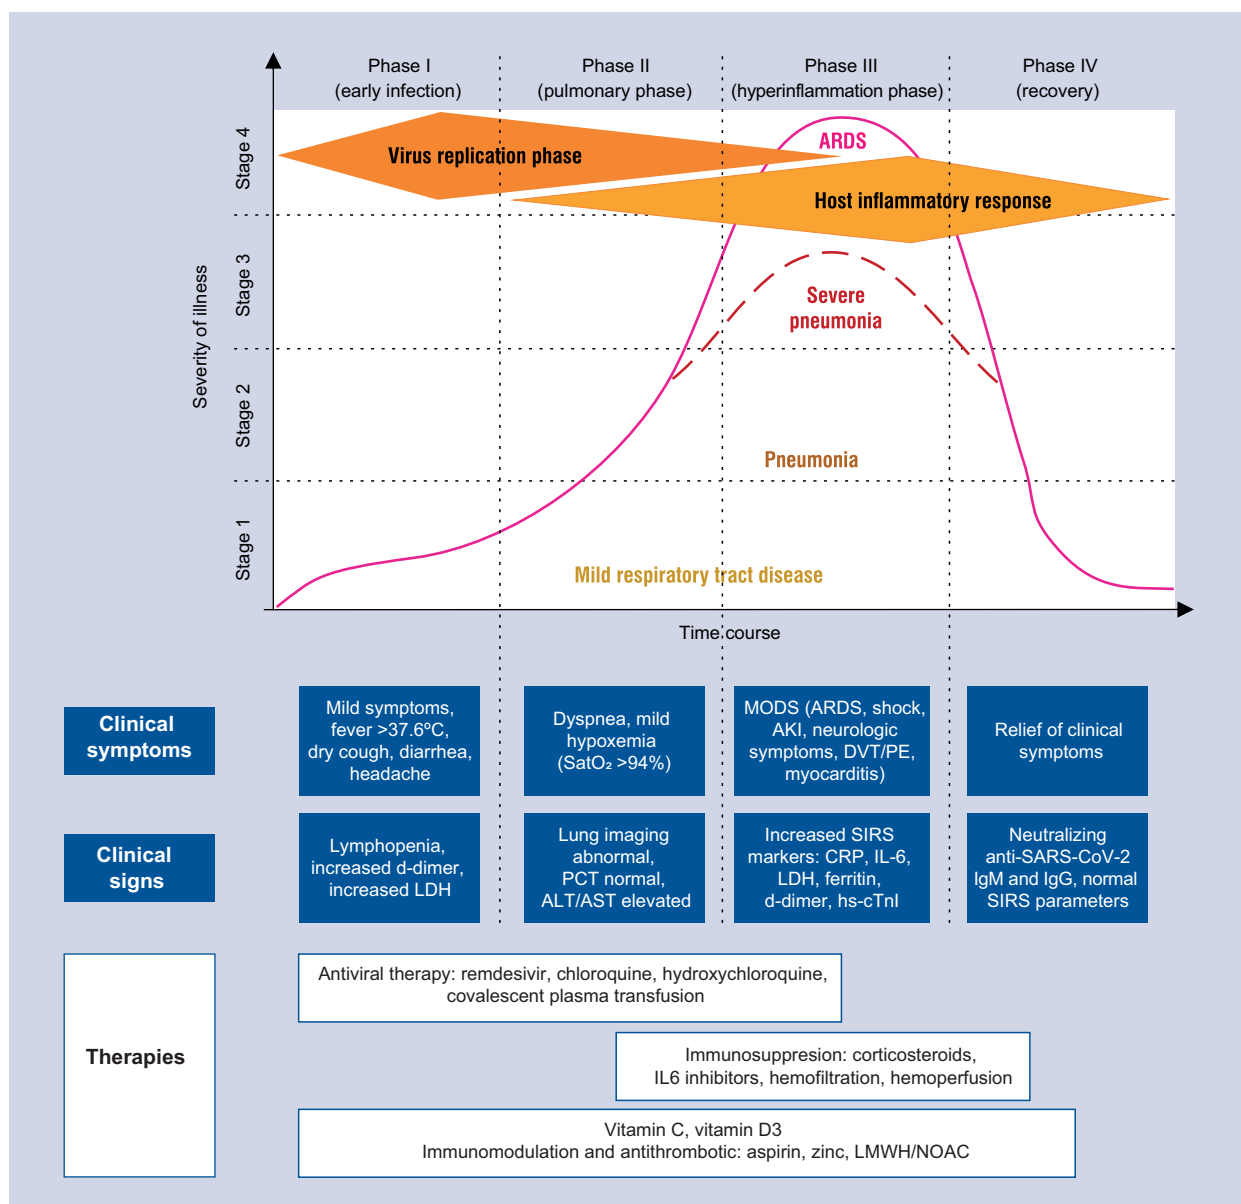 Phase I
(early infection)
Phase II
(pulmonary phase)
Phase III
(hyperinflammation phase)
Phase IV
(recovery)
Severity of illness
Stage 4
Stage 3
Stage 2
Stage 1
Virus replication phase
ARDS
Host inflammatory response
Severe
pneumonia
Pneumonia
Mild respiratory tract disease
Time course
Clinical
symptoms
Mild symptoms,
fever >37.6ºC,
dry cough, diarrhea,
headache
Dyspnea, mild
hypoxemia
(SatO₂ >94%)
MODS (ARDS, shock,
AKI, neurologic
symptoms, DVT/PE,
myocarditis)
Relief of clinical
symptoms
Clinical
signs
Lymphopenia,
increased d-dimer,
increased LDH
Lung imaging
abnormal,
PCT normal,
ALT/AST elevated
Increased SIRS
markers: CRP, IL-6,
LDH, ferritin,
d-dimer, hs-cTnI
Neutralizing
anti-SARS-CoV-2
IgM and IgG, normal
SIRS parameters
Therapies
Antiviral therapy: remdesivir, chloroquine, hydroxychloroquine,
covalescent plasma transfusion
Immunosuppresion: corticosteroids,
IL6 inhibitors, hemofiltration, hemoperfusion
Vitamin C, vitamin D3
Immunomodulation and antithrombotic: aspirin, zinc, LMWH/NOAC